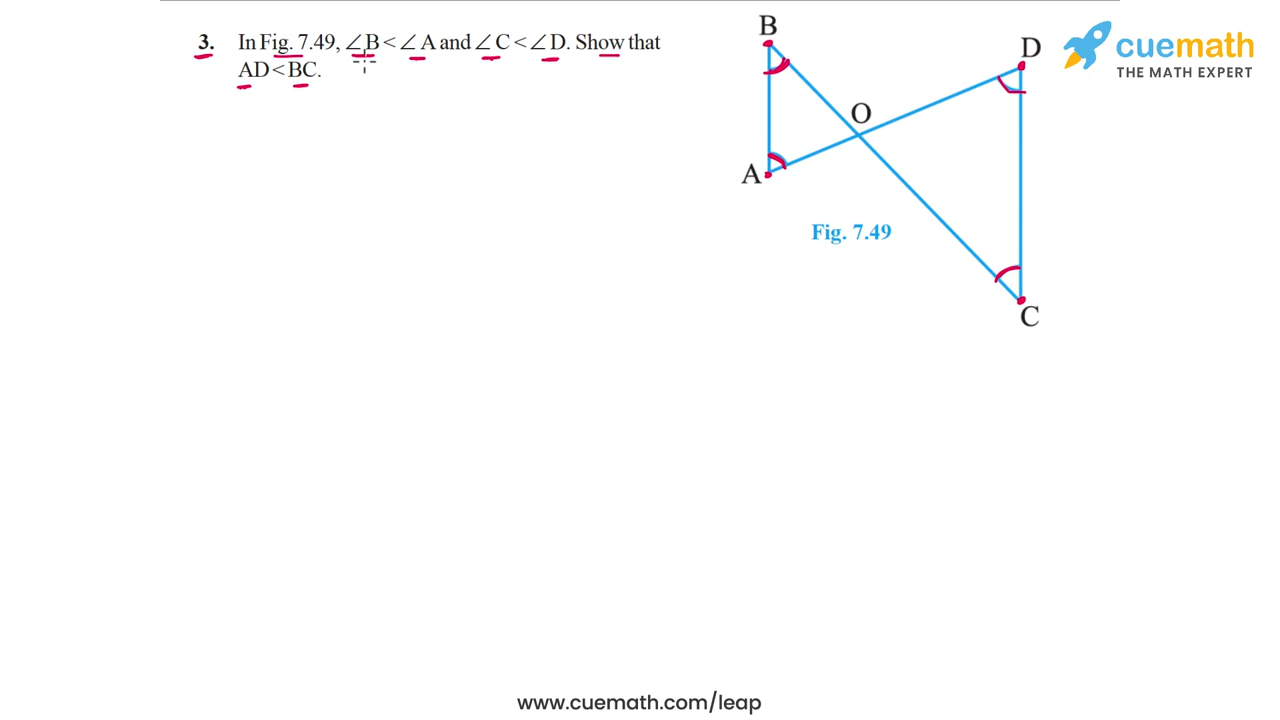 3. In Fig. 7.49, ∠B < ∠A and ∠C < ∠D. Show that
AD < BC.
B
D
O
A
Fig. 7.49
C
cuemath
THE MATH EXPERT
www.cuemath.com/leap